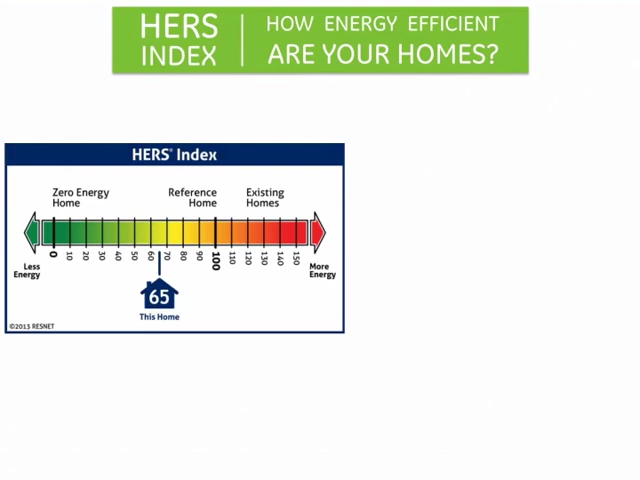 HERS
INDEX
HOW ENERGY EFFICIENT
ARE YOUR HOMES?
HERS® Index
Zero Energy
Home
Reference
Home
Existing
Homes
0 10 20 30 40 50 60 70 80 90 100 110 120 130 140 150
Less
Energy
More
Energy
65
This Home
©2013 RESNET